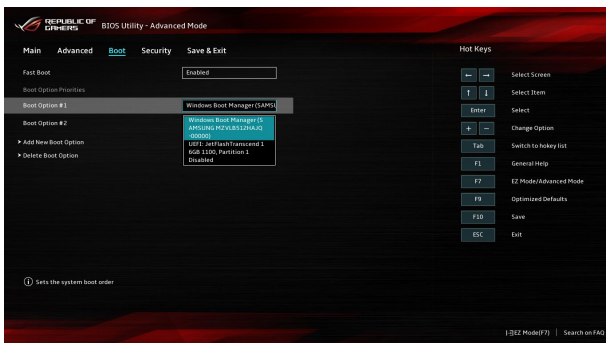 REPUBLIC OF
GAMERS
BIOS Utility - Advanced Mode
Main Advanced Boot Security Save & Exit
Fast Boot Enabled
Boot Option Priorities
Boot Option #1 Windows Boot Manager (SAMSU
Boot Option #2
Windows Boot Manager (S
AMSUNG MZVLB512HAJQ
-00000)
UEFI: JetFlashTranscend 1
6GB 1100, Partition 1
Disabled
> Add New Boot Option
> Delete Boot Option
i Sets the system boot order
Hot Keys
← → Select Screen
↑ ↓ Select Item
Enter Select
+ − Change Option
Tab Switch to hokey list
F1 General Help
F7 EZ Mode/Advanced Mode
F9 Optimized Defaults
F10 Save
ESC Exit
EZ Mode(F7) | Search on FAQ